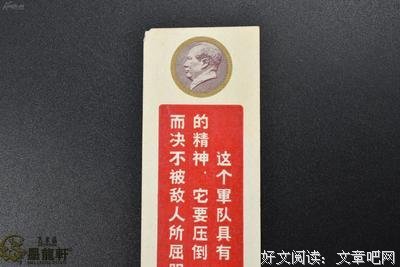 这个軍队具有
的精神，它要压倒
而决不被敌人所屈
墨龍軒
好文阅读：文章吧网